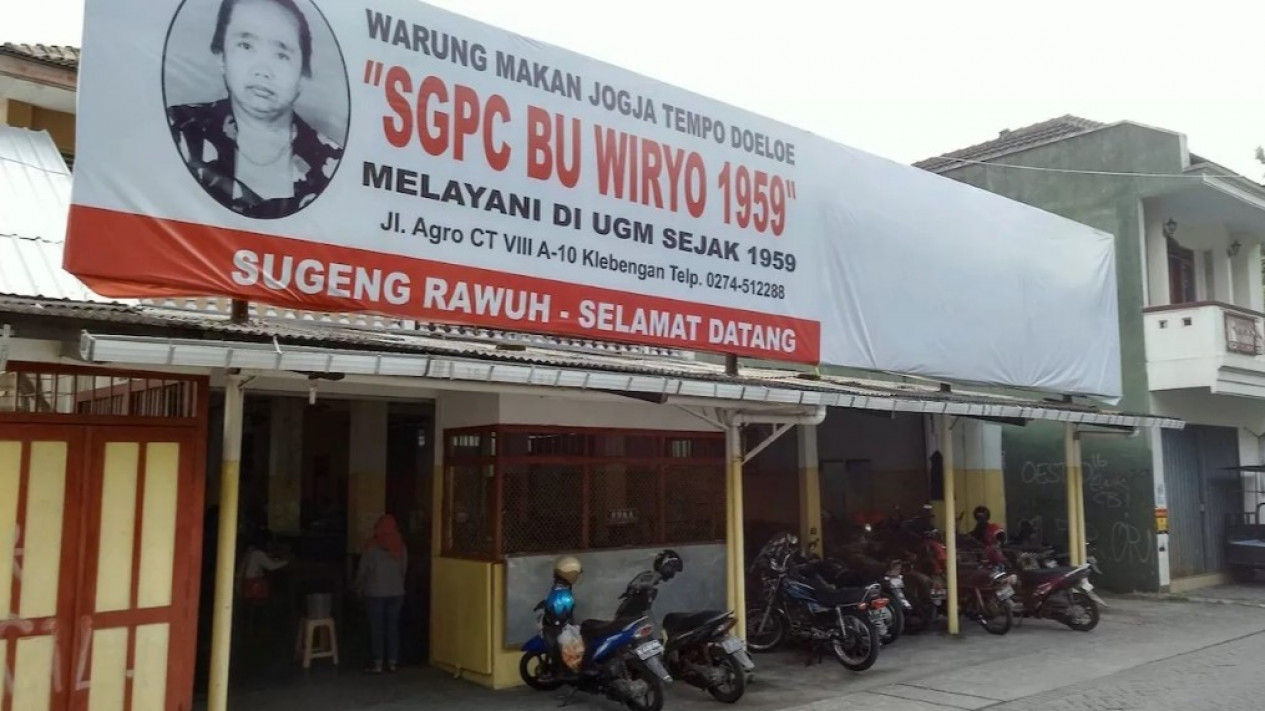 WARUNG MAKAN JOGJA TEMPO DOELOE
"SGPC BU WIRYO 1959"
MELAYANI DI UGM SEJAK 1959
Jl. Agro CT VIII A-10 Klebengan Telp. 0274-512288
SUGENG RAWUH - SELAMAT DATANG